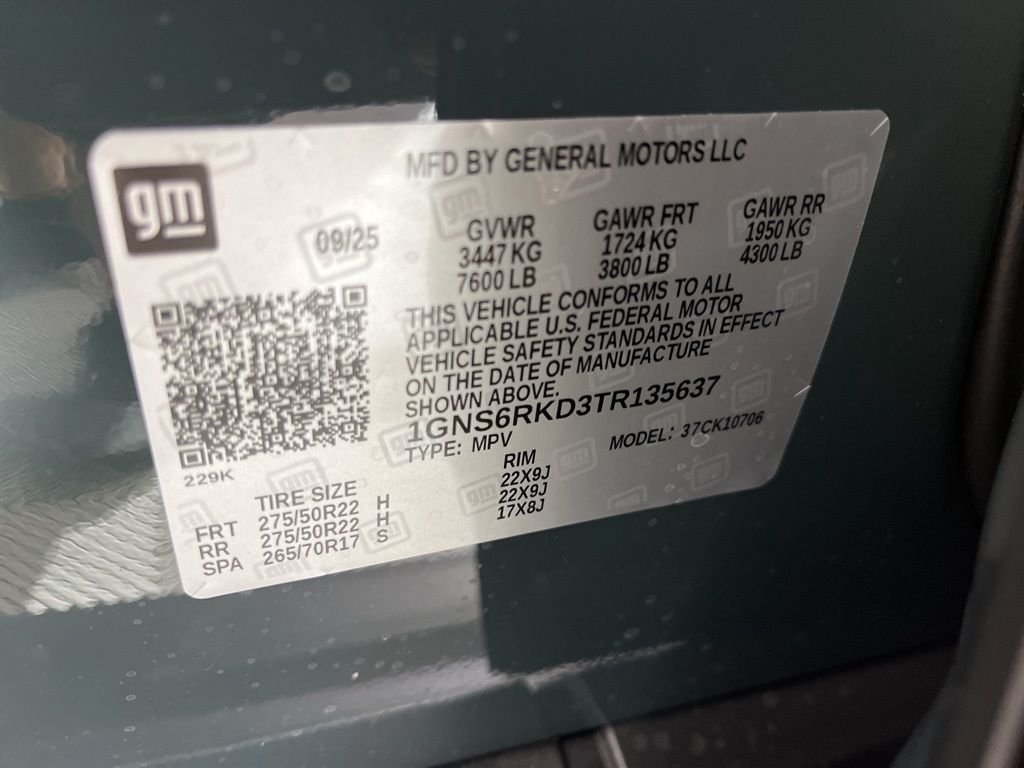 gm
MFD BY GENERAL MOTORS LLC
09/25
GVWR GAWR FRT GAWR RR
3447 KG 1724 KG 1950 KG
7600 LB 3800 LB 4300 LB
THIS VEHICLE CONFORMS TO ALL
APPLICABLE U.S. FEDERAL MOTOR
VEHICLE SAFETY STANDARDS IN EFFECT
ON THE DATE OF MANUFACTURE
SHOWN ABOVE.
1GNS6RKD3TR135637
TYPE: MPV MODEL: 37CK10706
229K
TIRE SIZE RIM
FRT 275/50R22 H 22X9J
RR 275/50R22 H 22X9J
SPA 265/70R17 S 17X8J